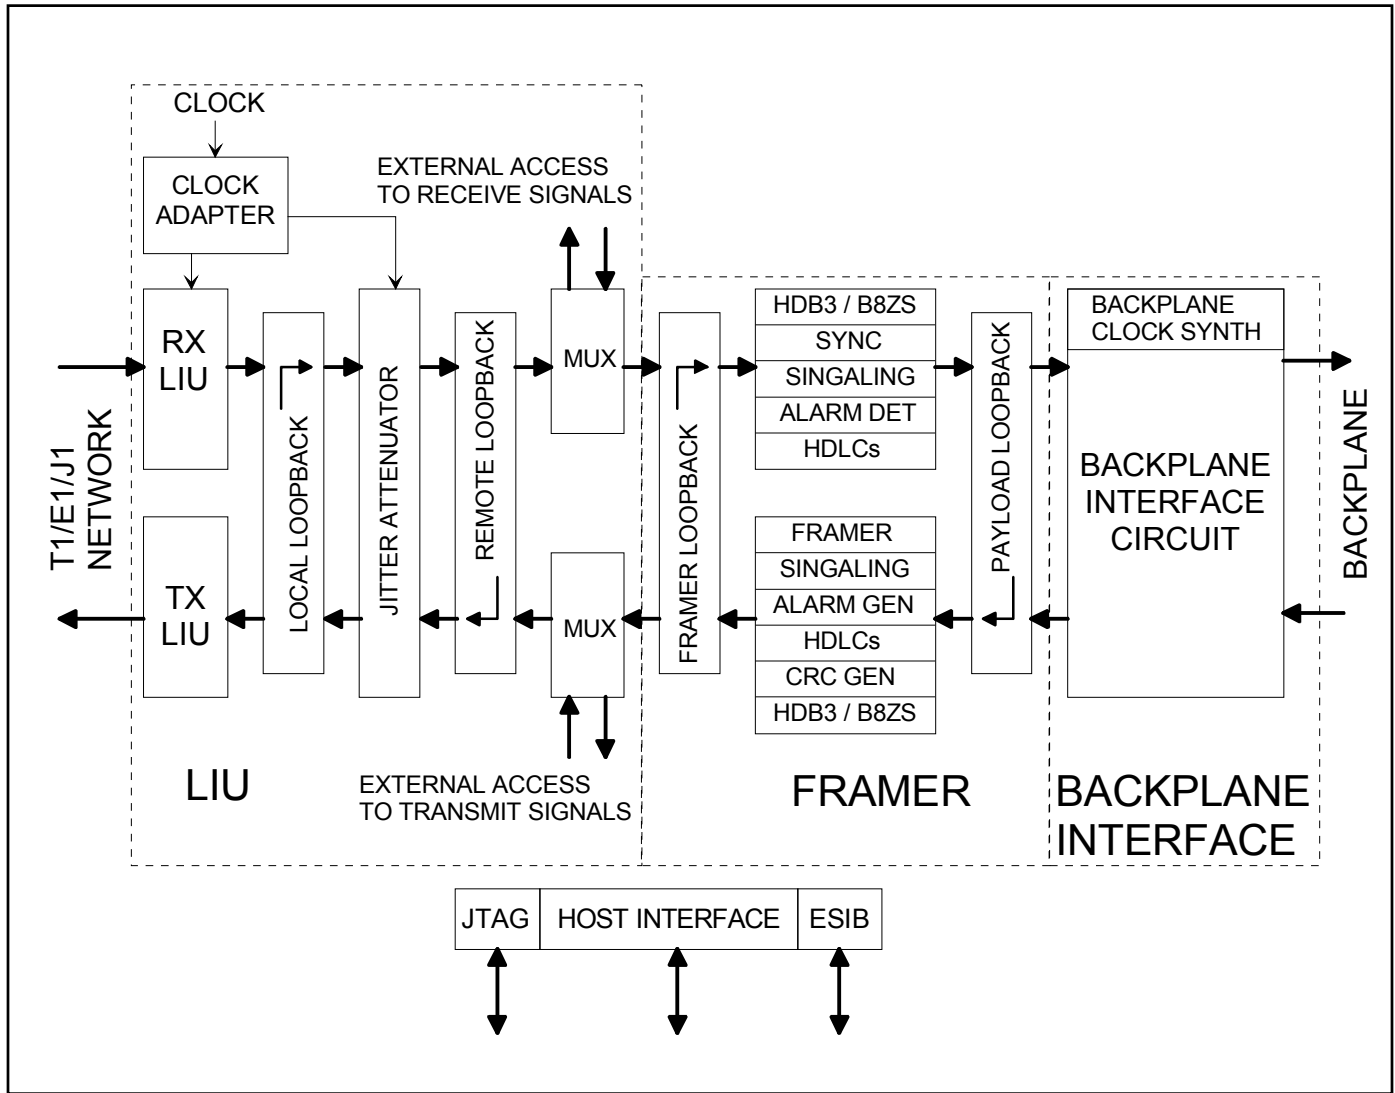 CLOCK
CLOCK
ADAPTER
EXTERNAL ACCESS
TO RECEIVE SIGNALS
T1/E1/J1
NETWORK
RX
LIU
TX
LIU
LOCAL LOOPBACK
JITTER ATTENUATOR
REMOTE LOOPBACK
MUX
MUX
EXTERNAL ACCESS
TO TRANSMIT SIGNALS
LIU
FRAMER LOOPBACK
HDB3 / B8ZS
SYNC
SINGALING
ALARM DET
HDLCs
FRAMER
SINGALING
ALARM GEN
HDLCs
CRC GEN
HDB3 / B8ZS
PAYLOAD LOOPBACK
FRAMER
BACKPLANE
CLOCK SYNTH
BACKPLANE
INTERFACE
CIRCUIT
BACKPLANE
BACKPLANE
INTERFACE
JTAG
HOST INTERFACE
ESIB